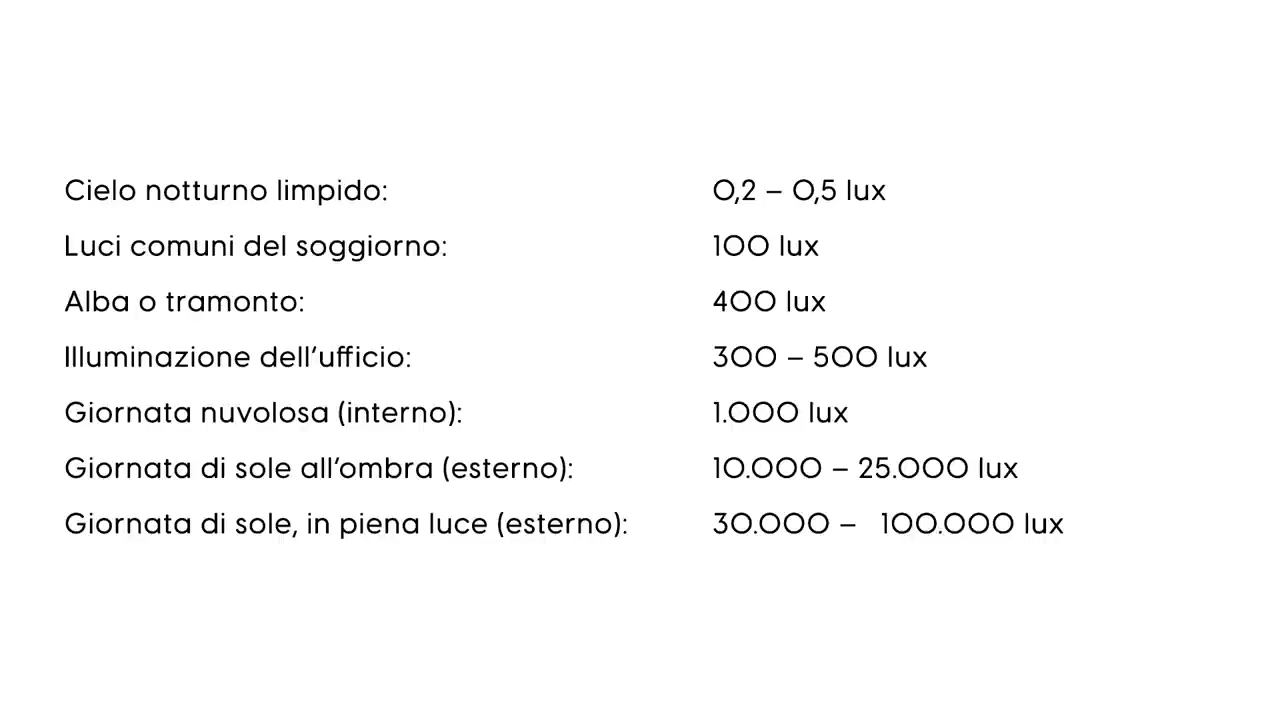 Cielo notturno limpido: 0,2 – 0,5 lux
Luci comuni del soggiorno: 100 lux
Alba o tramonto: 400 lux
Illuminazione dell’ufficio: 300 – 500 lux
Giornata nuvolosa (interno): 1.000 lux
Giornata di sole all’ombra (esterno): 10.000 – 25.000 lux
Giornata di sole, in piena luce (esterno): 30.000 – 100.000 lux